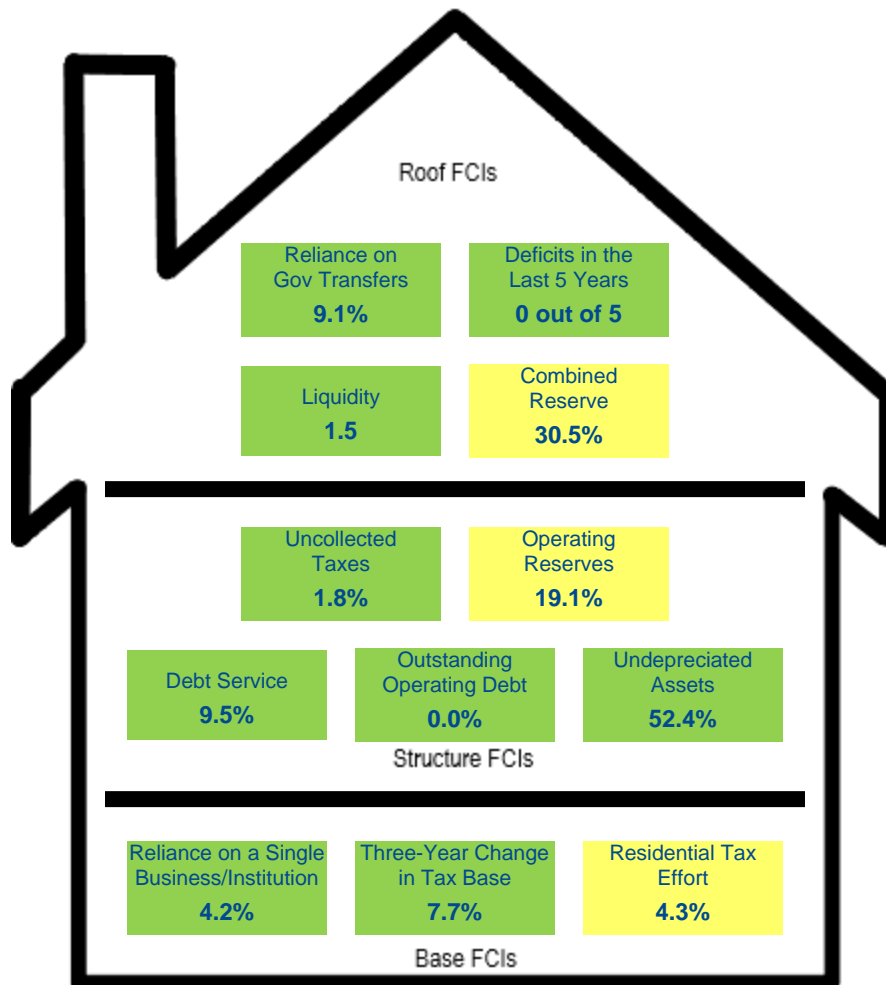 Roof FCIs
Reliance on
Gov Transfers
9.1%
Deficits in the
Last 5 Years
0 out of 5
Liquidity
1.5
Combined
Reserve
30.5%
Uncollected
Taxes
1.8%
Operating
Reserves
19.1%
Debt Service
9.5%
Outstanding
Operating Debt
0.0%
Undepreciated
Assets
52.4%
Structure FCIs
Reliance on a Single
Business/Institution
4.2%
Three-Year Change
in Tax Base
7.7%
Residential Tax
Effort
4.3%
Base FCIs